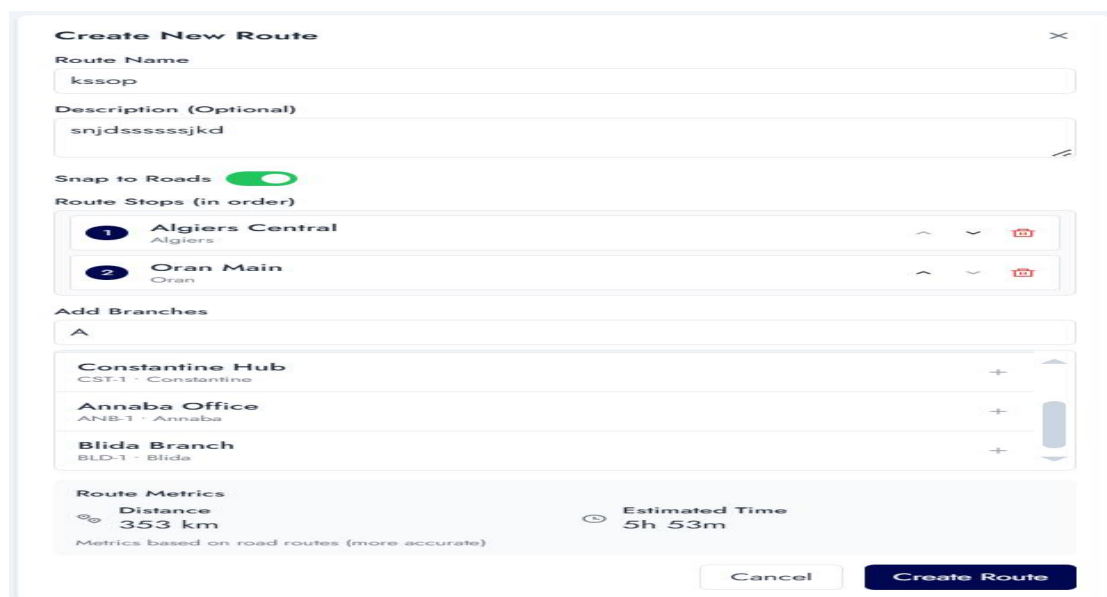 Create New Route
Route Name
kssop
Description (Optional)
snjdssssssjkd
Snap to Roads
Route Stops (in order)
1 Algiers Central
Algiers
2 Oran Main
Oran
Add Branches
A
Constantine Hub
CST-1 · Constantine
Annaba Office
ANB-1 · Annaba
Blida Branch
BLD-1 · Blida
Route Metrics
Distance Estimated Time
353 km 5h 53m
Metrics based on road routes (more accurate)
Cancel Create Route